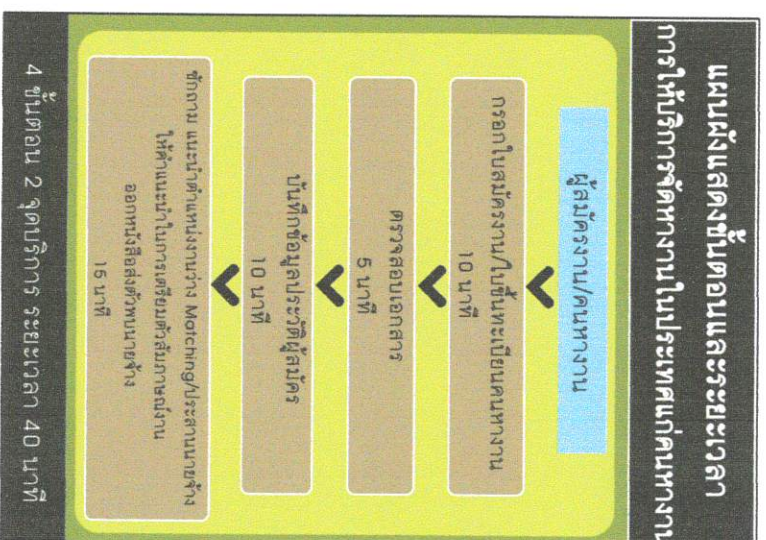 แผนผังแสดงขั้นตอนและระยะเวลา
การให้บริการจัดหางานในประเทศแก่คนหางาน
ผู้สมัครงาน/คนหางาน
กรอกใบสมัครงาน/ใบขึ้นทะเบียนคนหางาน
10 นาที
ตรวจสอบเอกสาร
5 นาที
บันทึกข้อมูลประวัติผู้สมัคร
10 นาที
ซักถาม แนะนำตำแหน่งงานว่าง Matching/ประสานนายจ้าง
ให้คำแนะนำในการเตรียมตัวสัมภาษณ์งาน
ออกหนังสือส่งตัวพบนายจ้าง
15 นาที
4 ขั้นตอน 2 จุดบริการ ระยะเวลา 40 นาที